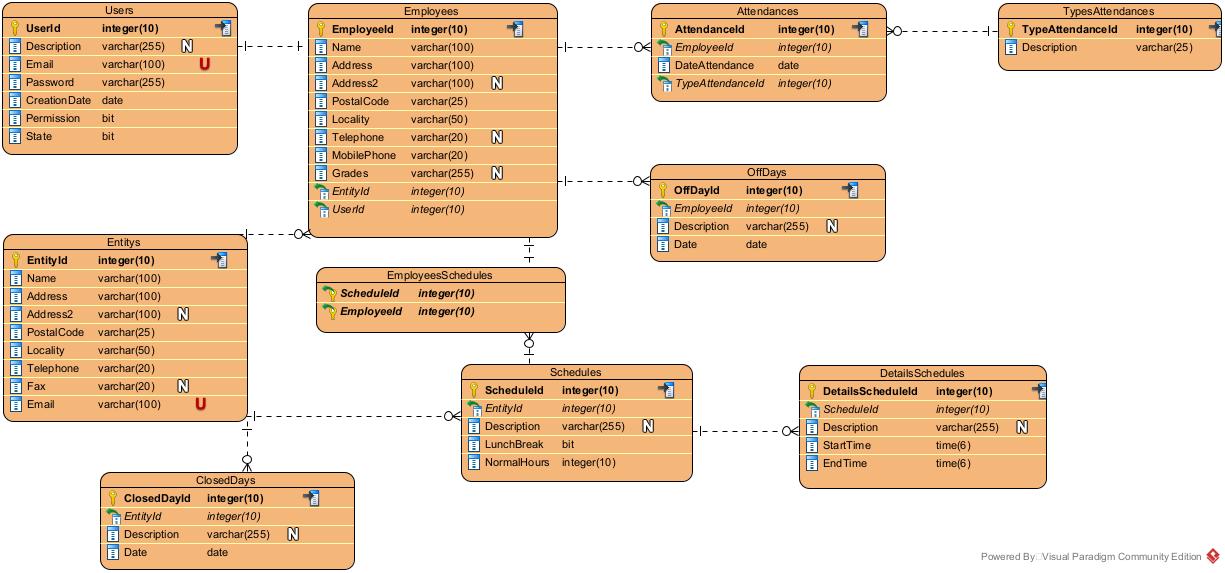 Users
UserId integer(10)
Description varchar(255) N
Email varchar(100) U
Password varchar(255)
CreationDate date
Permission bit
State bit
Employees
EmployeeId integer(10)
Name varchar(100)
Address varchar(100)
Address2 varchar(100) N
PostalCode varchar(25)
Locality varchar(50)
Telephone varchar(20) N
MobilePhone varchar(20)
Grades varchar(255) N
EntityId integer(10)
UserId integer(10)
Attendances
AttendanceId integer(10)
EmployeeId integer(10)
DateAttendance date
TypeAttendanceId integer(10)
TypesAttendances
TypeAttendanceId integer(10)
Description varchar(25)
OffDays
OffDayId integer(10)
EmployeeId integer(10)
Description varchar(255) N
Date date
Entitys
EntityId integer(10)
Name varchar(100)
Address varchar(100)
Address2 varchar(100) N
PostalCode varchar(25)
Locality varchar(50)
Telephone varchar(20)
Fax varchar(20) N
Email varchar(100) U
EmployeesSchedules
ScheduleId integer(10)
EmployeeId integer(10)
Schedules
ScheduleId integer(10)
EntityId integer(10)
Description varchar(255) N
LunchBreak bit
NormalHours integer(10)
DetailsSchedules
DetailsScheduleId integer(10)
ScheduleId integer(10)
Description varchar(255) N
StartTime time(6)
EndTime time(6)
ClosedDays
ClosedDayId integer(10)
EntityId integer(10)
Description varchar(255) N
Date date
Powered By Visual Paradigm Community Edition